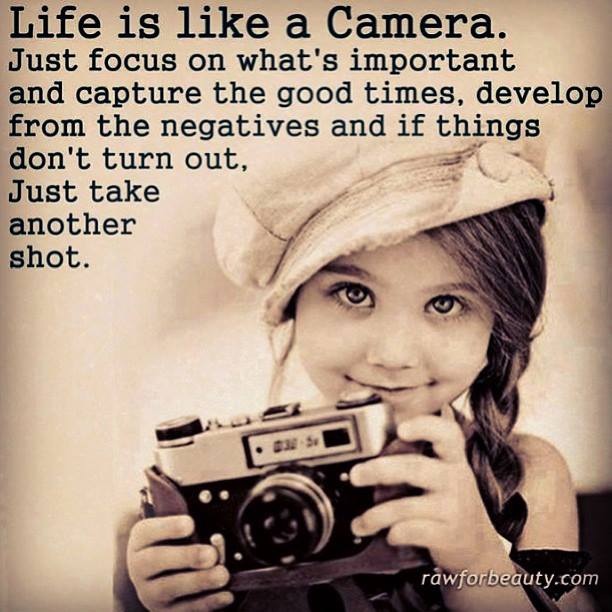 Life is like a Camera.
Just focus on what's important
and capture the good times, develop
from the negatives and if things
don't turn out,
Just take
another
shot.
rawforbeauty.com